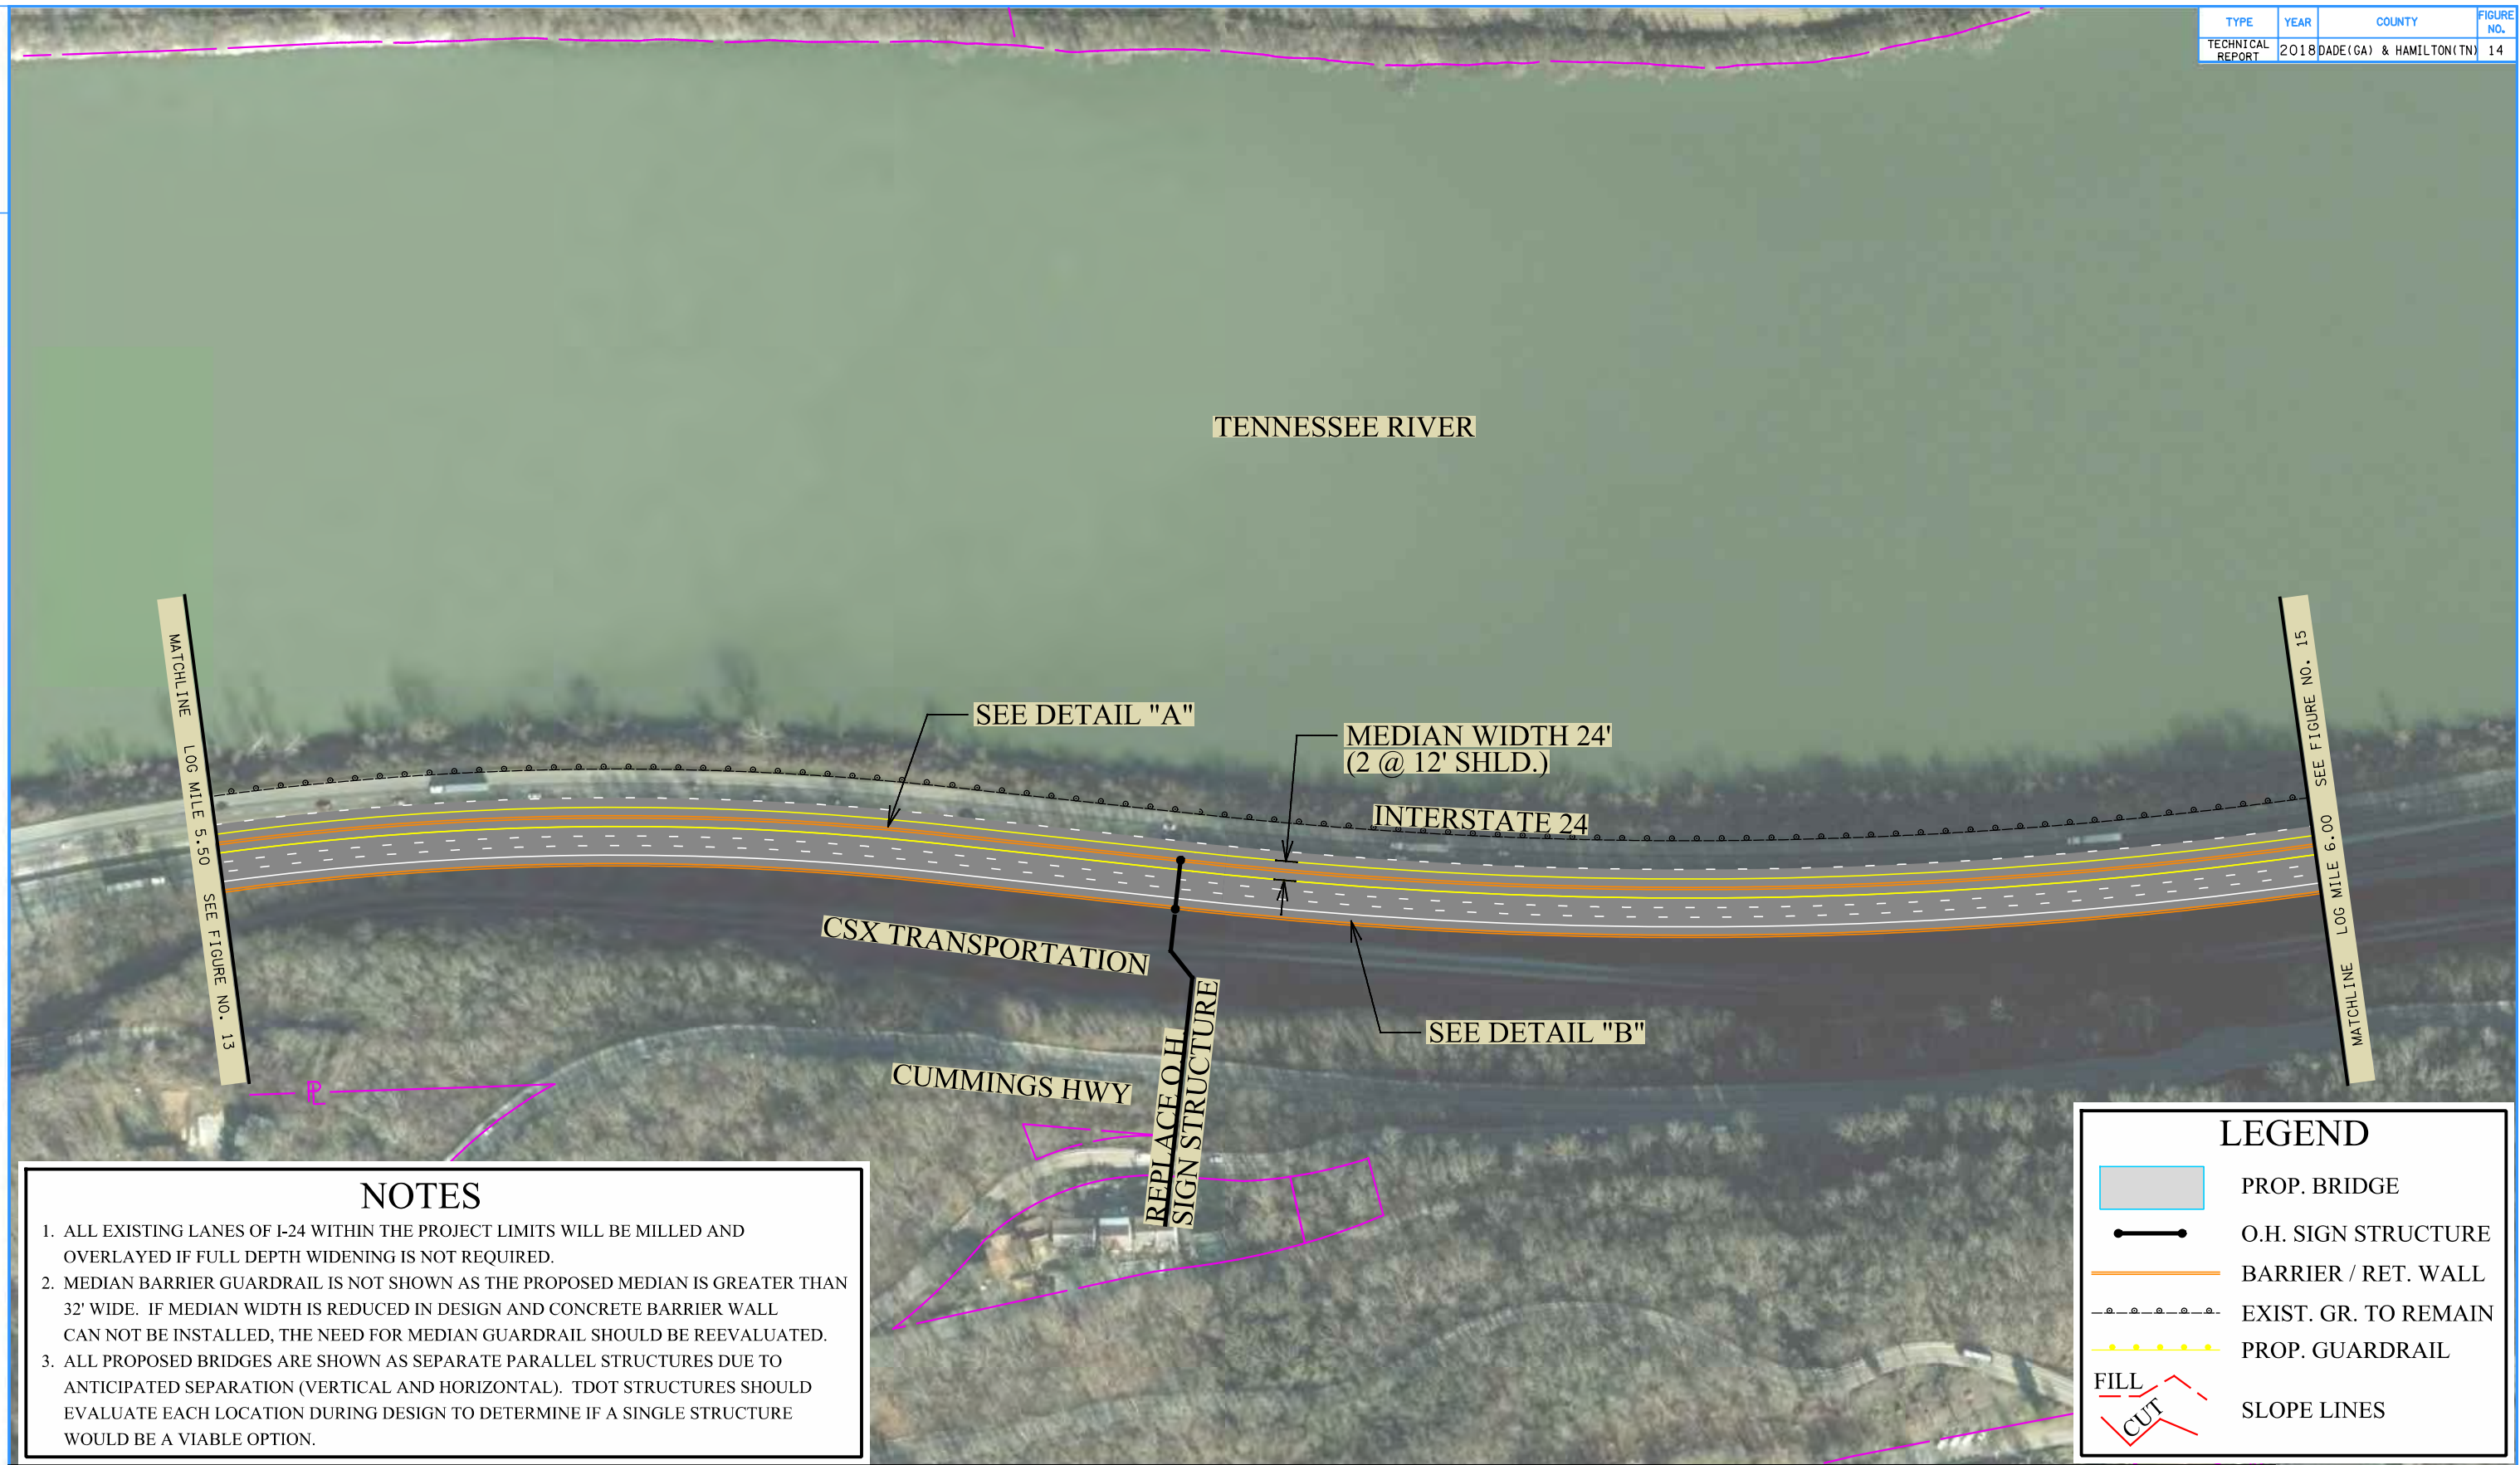 TYPE YEAR COUNTY FIGURE NO.
TECHNICAL REPORT 2018 DADE(GA) & HAMILTON(TN) 14
TENNESSEE RIVER
MATCHLINE LOG MILE 5.50 SEE FIGURE NO. 13
SEE DETAIL "A"
MEDIAN WIDTH 24'
(2 @ 12' SHLD.)
INTERSTATE 24
MATCHLINE LOG MILE 6.00 SEE FIGURE NO. 15
CSX TRANSPORTATION
SEE DETAIL "B"
CUMMINGS HWY
REPLACE O.H.
SIGN STRUCTURE
PL
NOTES
1. ALL EXISTING LANES OF I-24 WITHIN THE PROJECT LIMITS WILL BE MILLED AND
OVERLAYED IF FULL DEPTH WIDENING IS NOT REQUIRED.
2. MEDIAN BARRIER GUARDRAIL IS NOT SHOWN AS THE PROPOSED MEDIAN IS GREATER THAN
32' WIDE. IF MEDIAN WIDTH IS REDUCED IN DESIGN AND CONCRETE BARRIER WALL
CAN NOT BE INSTALLED, THE NEED FOR MEDIAN GUARDRAIL SHOULD BE REEVALUATED.
3. ALL PROPOSED BRIDGES ARE SHOWN AS SEPARATE PARALLEL STRUCTURES DUE TO
ANTICIPATED SEPARATION (VERTICAL AND HORIZONTAL). TDOT STRUCTURES SHOULD
EVALUATE EACH LOCATION DURING DESIGN TO DETERMINE IF A SINGLE STRUCTURE
WOULD BE A VIABLE OPTION.
LEGEND
PROP. BRIDGE
O.H. SIGN STRUCTURE
BARRIER / RET. WALL
EXIST. GR. TO REMAIN
PROP. GUARDRAIL
FILL
CUT
SLOPE LINES